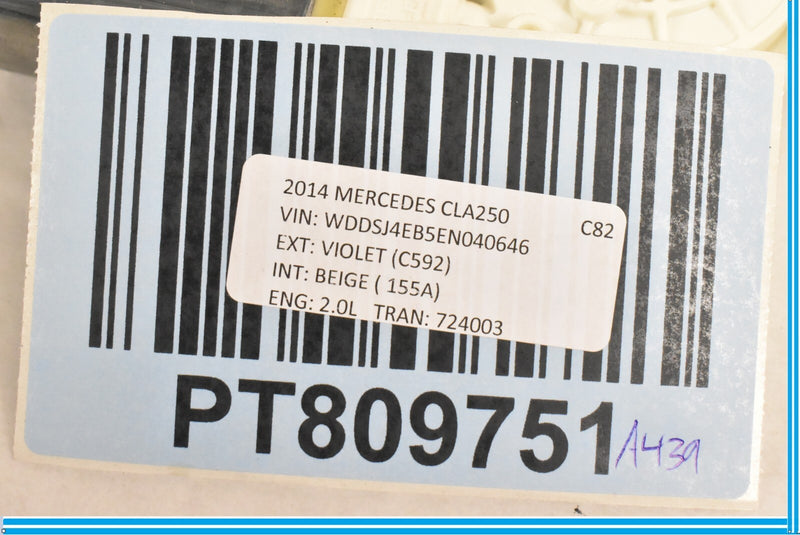 2014 MERCEDES CLA250
C82
VIN: WDDSJ4EB5EN040646
EXT: VIOLET (C592)
INT: BEIGE ( 155A)
ENG: 2.0L TRAN: 724003
PT809751
A439